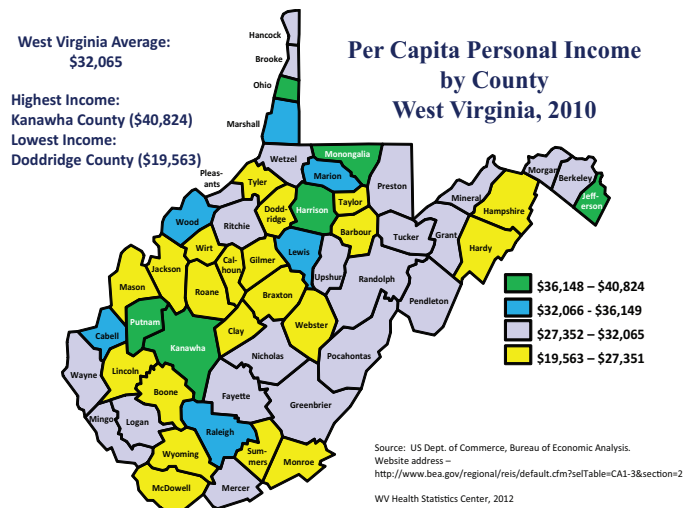 West Virginia Average:
$32,065
Highest Income:
Kanawha County ($40,824)
Lowest Income:
Doddridge County ($19,563)
Per Capita Personal Income
by County
West Virginia, 2010
Hancock
Brooke
Ohio
Marshall
Wetzel
Monongalia
Marion
Preston
Pleas-
ants
Tyler
Dodd-
ridge
Harrison
Taylor
Barbour
Wood
Ritchie
Tucker
Mineral
Grant
Hampshire
Hardy
Morgan
Berkeley
Jeff-
erson
Wirt
Cal-
houn
Gilmer
Lewis
Upshur
Randolph
Pendleton
Mason
Jackson
Roane
Braxton
Webster
Pocahontas
Putnam
Kanawha
Clay
Nicholas
Cabell
Wayne
Lincoln
Boone
Fayette
Greenbrier
Mingo
Logan
Raleigh
Wyoming
Sum-
mers
Monroe
McDowell
Mercer
$36,148 – $40,824
$32,066 - $36,149
$27,352 – $32,065
$19,563 – $27,351
Source: US Dept. of Commerce, Bureau of Economic Analysis.
Website address –
http://www.bea.gov/regional/reis/default.cfm?selTable=CA1-3&section=2
WV Health Statistics Center, 2012